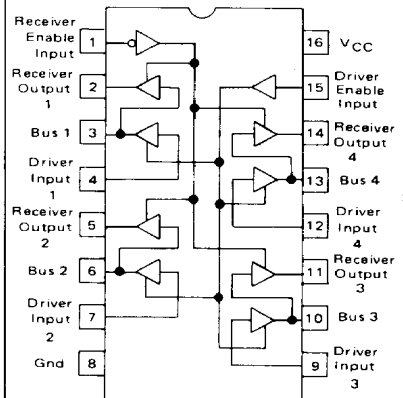 Receiver
Enable
Input
1
Receiver
Output
1
2
Bus 1
3
Driver
Input
1
4
Receiver
Output
2
5
Bus 2
6
Driver
Input
2
7
Gnd
8
16
VCC
15
Driver
Enable
Input
14
Receiver
Output
4
13
Bus 4
12
Driver
Input
4
11
Receiver
Output
3
10
Bus 3
9
Driver
Input
3